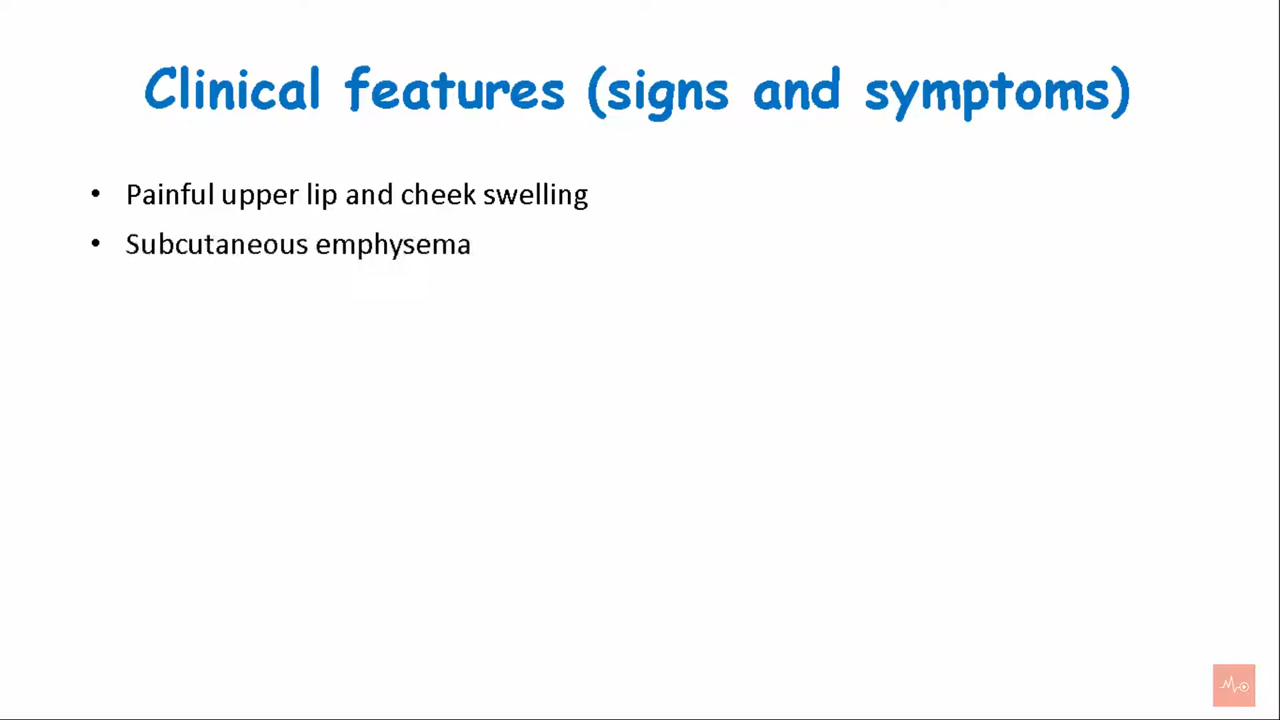 Clinical features (signs and symptoms)
• Painful upper lip and cheek swelling
• Subcutaneous emphysema